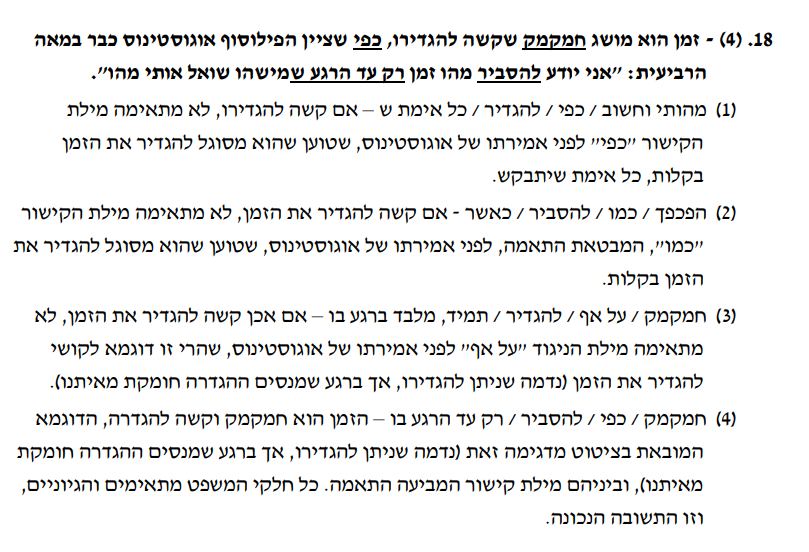 18. (4) - זמן הוא מושג חמקמק שקשה להגדירו, כפי שציין הפילוסוף אוגוסטינוס כבר במאה
הרביעית: "אני יודע להסביר מהו זמן רק עד הרגע שמישהו שואל אותי מהו".
(1) מהותי וחשוב / כפי / להגדיר / כל אימת ש – אם קשה להגדירו, לא מתאימה מילת
הקישור "כפי" לפני אמירתו של אוגוסטינוס, שטוען שהוא מסוגל להגדיר את הזמן
בקלות, כל אימת שיתבקש.
(2) הפכפך / כמו / להסביר / כאשר - אם קשה להגדיר את הזמן, לא מתאימה מילת הקישור
"כמו", המבטאת התאמה, לפני אמירתו של אוגוסטינוס, שטוען שהוא מסוגל להגדיר את
הזמן בקלות.
(3) חמקמק / על אף / להגדיר / תמיד, מלבד ברגע בו – אם אכן קשה להגדיר את הזמן, לא
מתאימה מילת הניגוד "על אף" לפני אמירתו של אוגוסטינוס, שהרי זו דוגמא לקושי
להגדיר את הזמן (נדמה שניתן להגדירו, אך ברגע שמנסים ההגדרה חומקת מאיתנו).
(4) חמקמק / כפי / להסביר / רק עד הרגע בו – הזמן הוא חמקמק וקשה להגדרה, הדוגמא
המובאת בציטוט מדגימה זאת (נדמה שניתן להגדירו, אך ברגע שמנסים ההגדרה חומקת
מאיתנו), וביניהם מילת קישור המביעה התאמה. כל חלקי המשפט מתאימים והגיוניים,
וזו התשובה הנכונה.